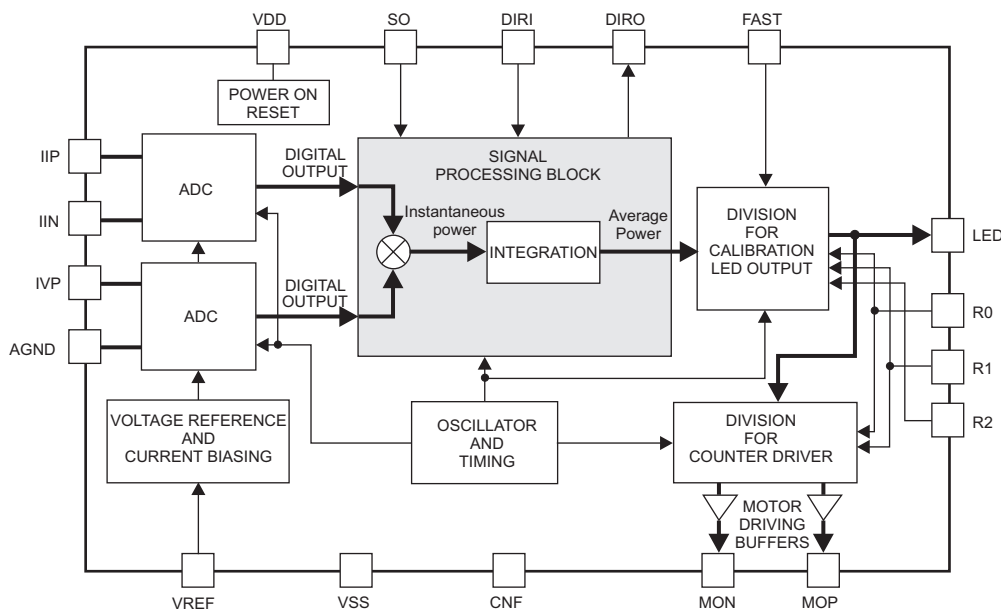 VDD
SO
DIRI
DIRO
FAST
POWER ON
RESET
IIP
IIN
IVP
AGND
ADC
ADC
DIGITAL
OUTPUT
DIGITAL
OUTPUT
SIGNAL
PROCESSING BLOCK
Instantaneous
power
INTEGRATION
Average
Power
DIVISION
FOR
CALIBRATION
LED OUTPUT
LED
R0
R1
R2
VOLTAGE REFERENCE
AND
CURRENT BIASING
OSCILLATOR
AND
TIMING
DIVISION
FOR
COUNTER DRIVER
MOTOR
DRIVING
BUFFERS
VREF
VSS
CNF
MON
MOP